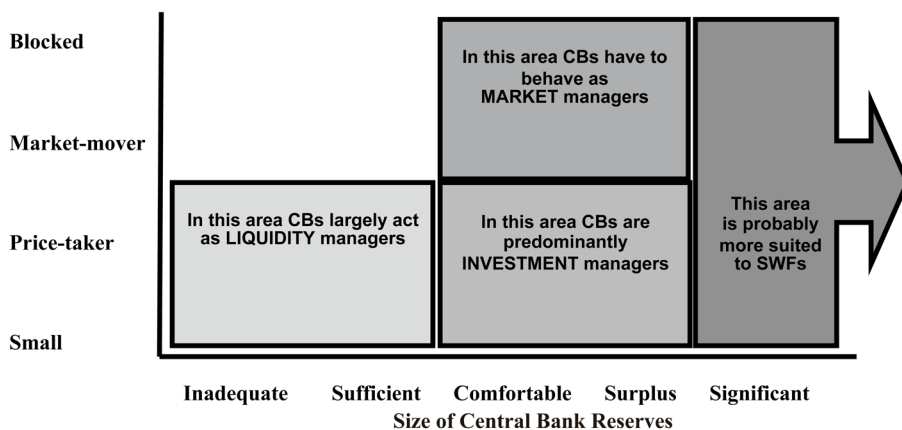 Blocked
Market-mover
Price-taker
Small
In this area CBs have to
behave as
MARKET managers
In this area CBs largely act
as LIQUIDITY managers
In this area CBs are
predominantly
INVESTMENT managers
This area
is probably
more suited
to SWFs
Inadequate Sufficient Comfortable Surplus Significant
Size of Central Bank Reserves